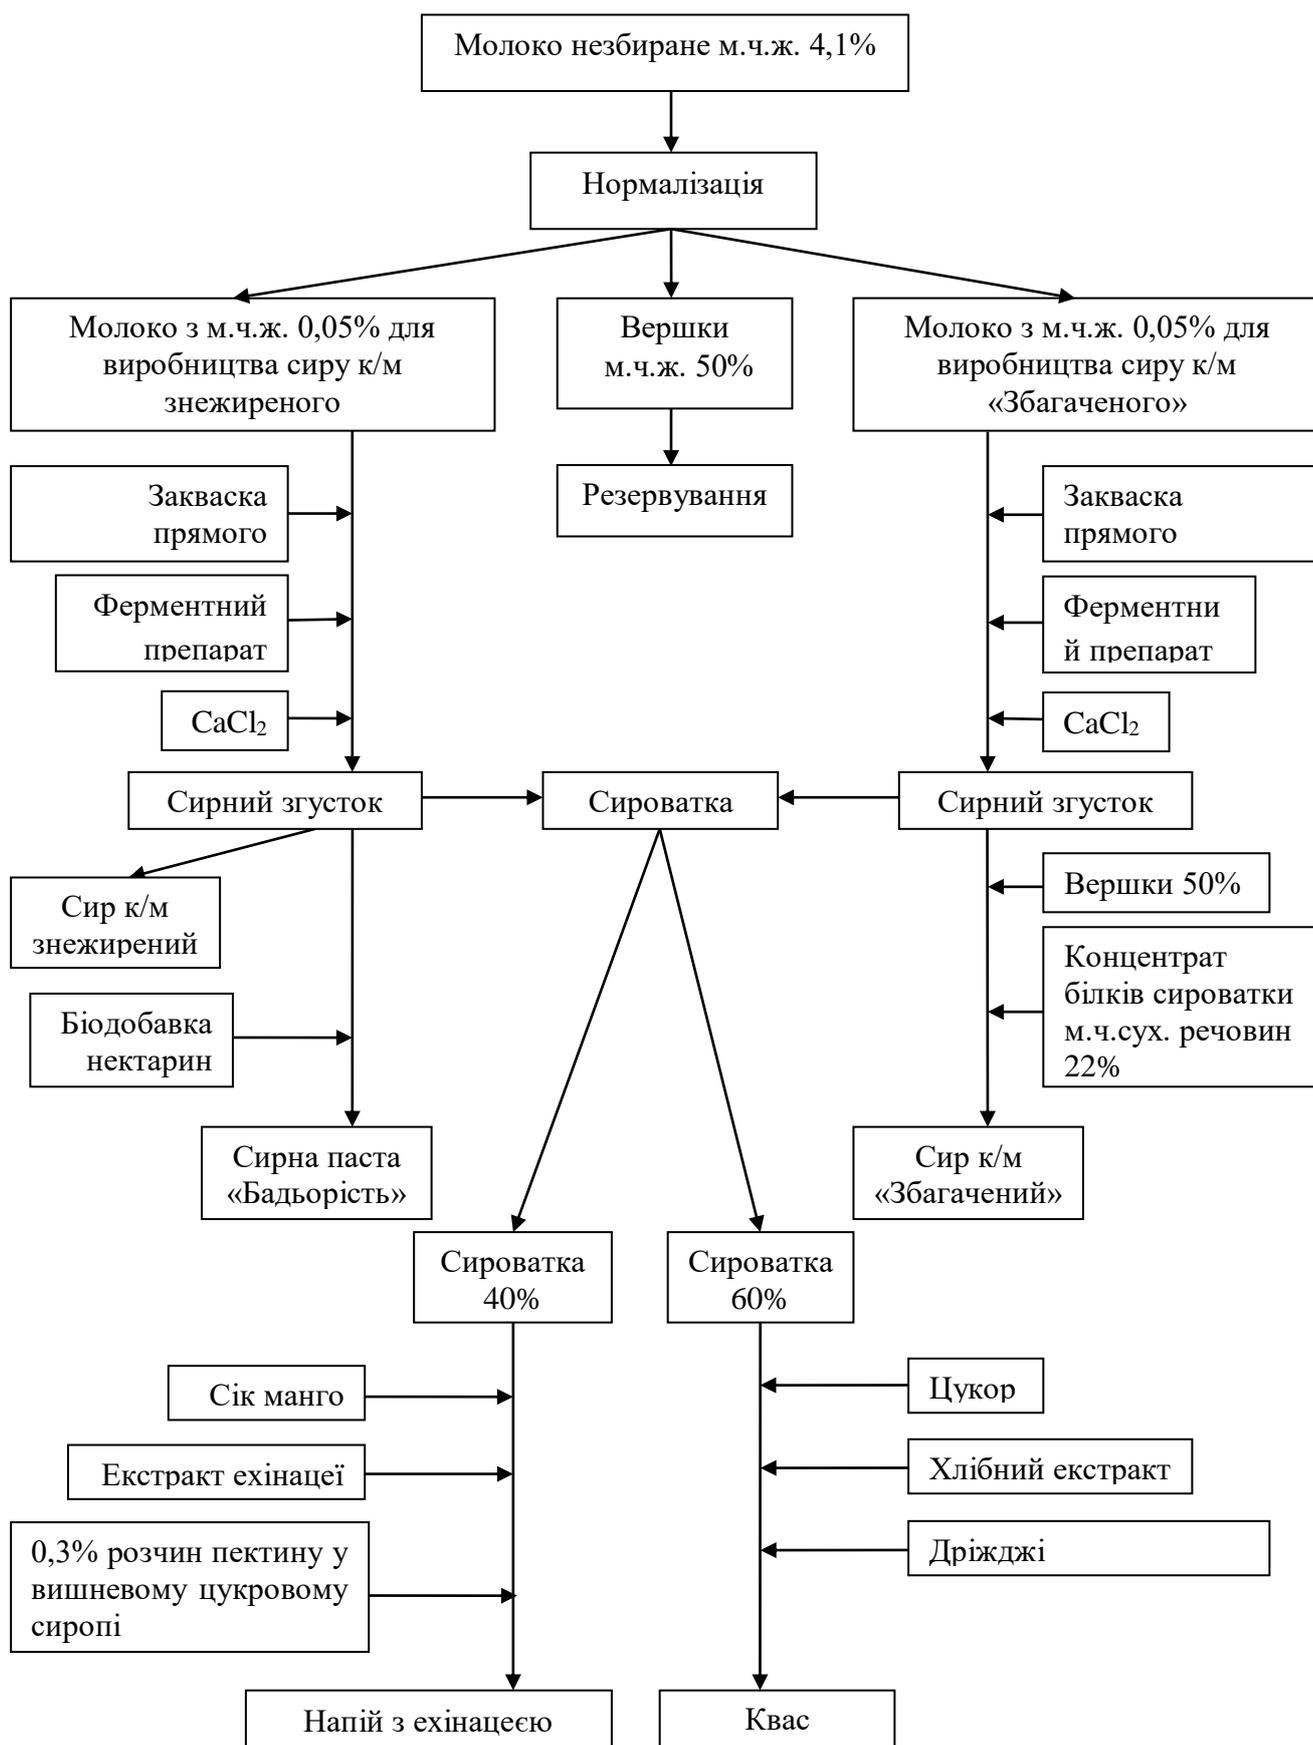 Молоко незбиране м.ч.ж. 4,1%
Нормалізація
Молоко з м.ч.ж. 0,05% для
виробництва сиру к/м
знежиреного
Вершки
м.ч.ж. 50%
Молоко з м.ч.ж. 0,05% для
виробництва сиру к/м
«Збагаченого»
Закваска
прямого
Резервування
Закваска
прямого
Ферментний
препарат
Ферментни
й препарат
CaCl₂
CaCl₂
Сирний згусток
Сироватка
Сирний згусток
Сир к/м
знежирений
Вершки 50%
Концентрат
білків сироватки
м.ч.сух. речовин
22%
Біодобавка
нектарин
Сирна паста
«Бадьорість»
Сир к/м
«Збагачений»
Сироватка
40%
Сироватка
60%
Сік манго
Цукор
Екстракт ехінацеї
Хлібний екстракт
0,3% розчин пектину у
вишневому цукровому
сиропі
Дріжджі
Напій з ехінацеєю
Квас